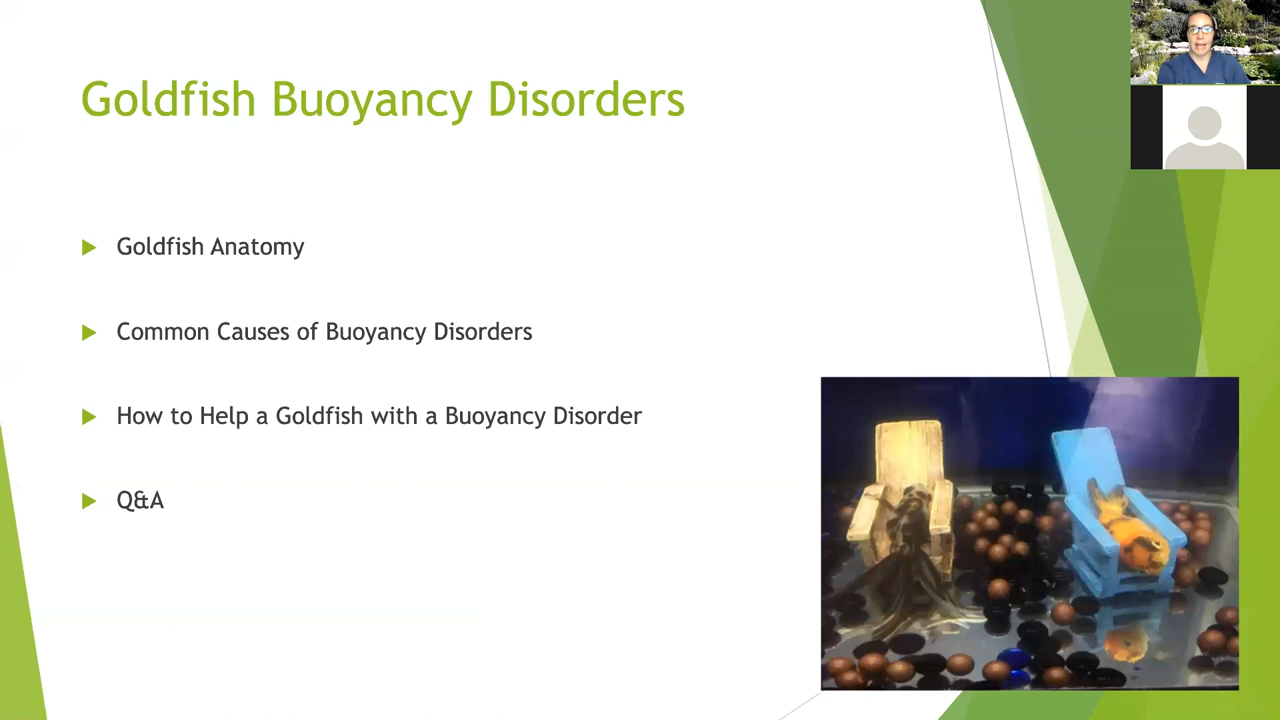 Goldfish Buoyancy Disorders
Goldfish Anatomy
Common Causes of Buoyancy Disorders
How to Help a Goldfish with a Buoyancy Disorder
Q&A